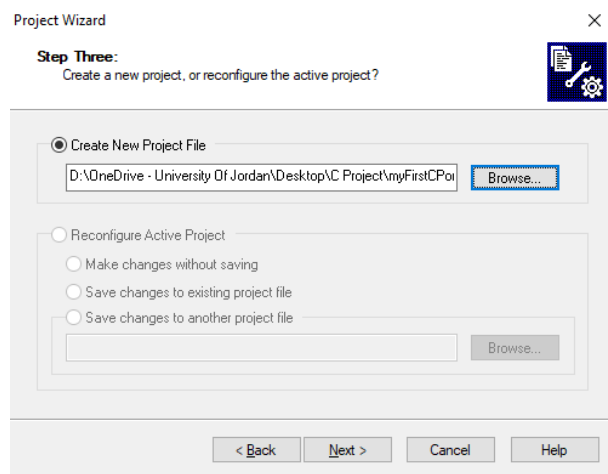 Project Wizard
Step Three:
Create a new project, or reconfigure the active project?
Create New Project File
D:\OneDrive - University Of Jordan\Desktop\C Project\myFirstCPo
Browse...
Reconfigure Active Project
Make changes without saving
Save changes to existing project file
Save changes to another project file
Browse...
< Back Next > Cancel Help